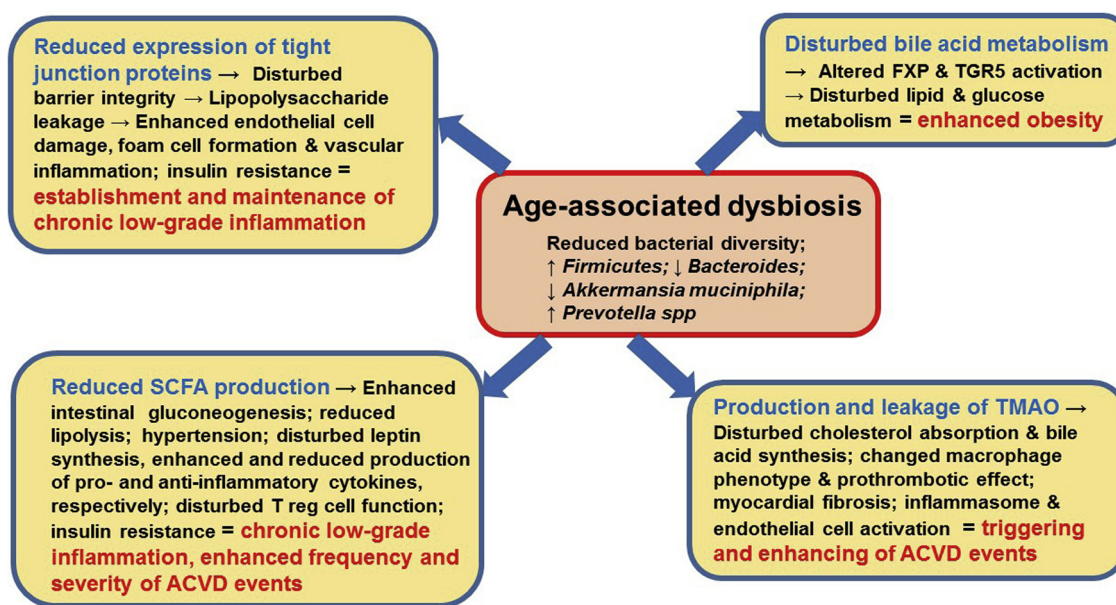 Reduced expression of tight
junction proteins → Disturbed
barrier integrity → Lipopolysaccharide
leakage → Enhanced endothelial cell
damage, foam cell formation & vascular
inflammation; insulin resistance =
establishment and maintenance of
chronic low-grade inflammation
Disturbed bile acid metabolism
→ Altered FXP & TGR5 activation
→ Disturbed lipid & glucose
metabolism = enhanced obesity
Age-associated dysbiosis
Reduced bacterial diversity;
↑ Firmicutes; ↓ Bacteroides;
↓ Akkermansia muciniphila;
↑ Prevotella spp
Reduced SCFA production → Enhanced
intestinal gluconeogenesis; reduced
lipolysis; hypertension; disturbed leptin
synthesis, enhanced and reduced production
of pro- and anti-inflammatory cytokines,
respectively; disturbed T reg cell function;
insulin resistance = chronic low-grade
inflammation, enhanced frequency and
severity of ACVD events
Production and leakage of TMAO →
Disturbed cholesterol absorption & bile
acid synthesis; changed macrophage
phenotype & prothrombotic effect;
myocardial fibrosis; inflammasome &
endothelial cell activation = triggering
and enhancing of ACVD events